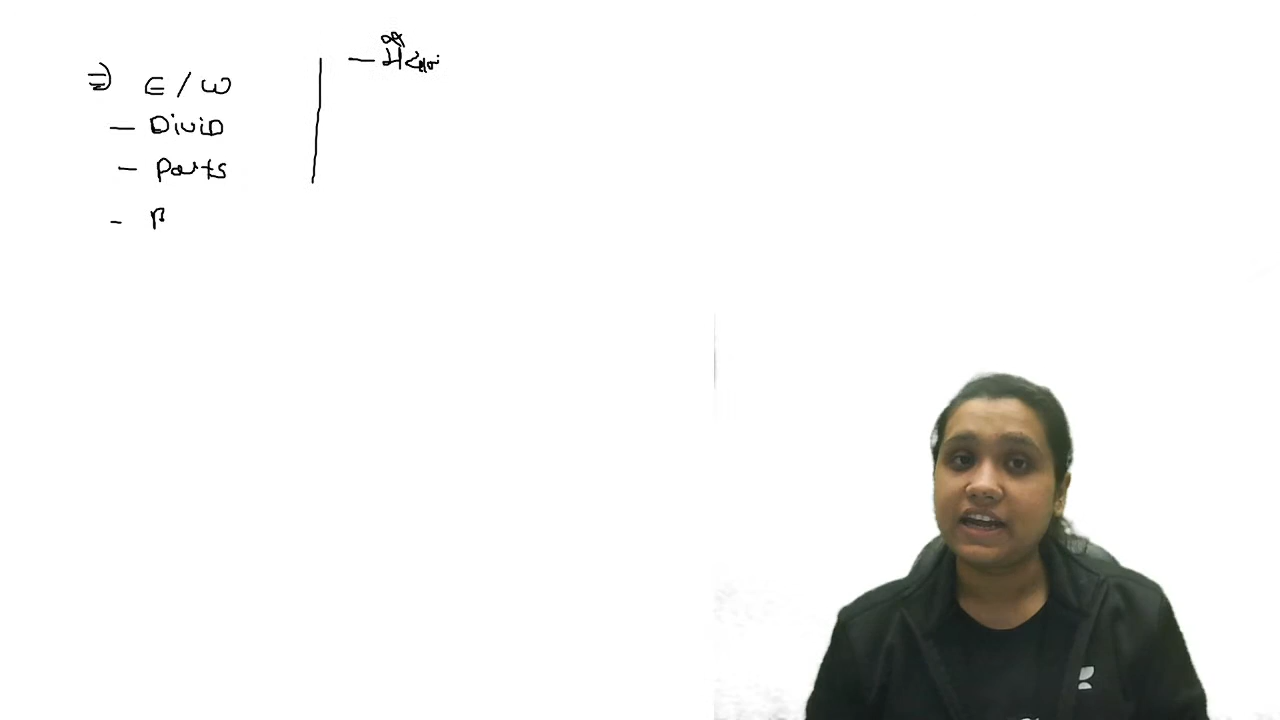 ⇒ E / W
— Divid
— Parts
- P